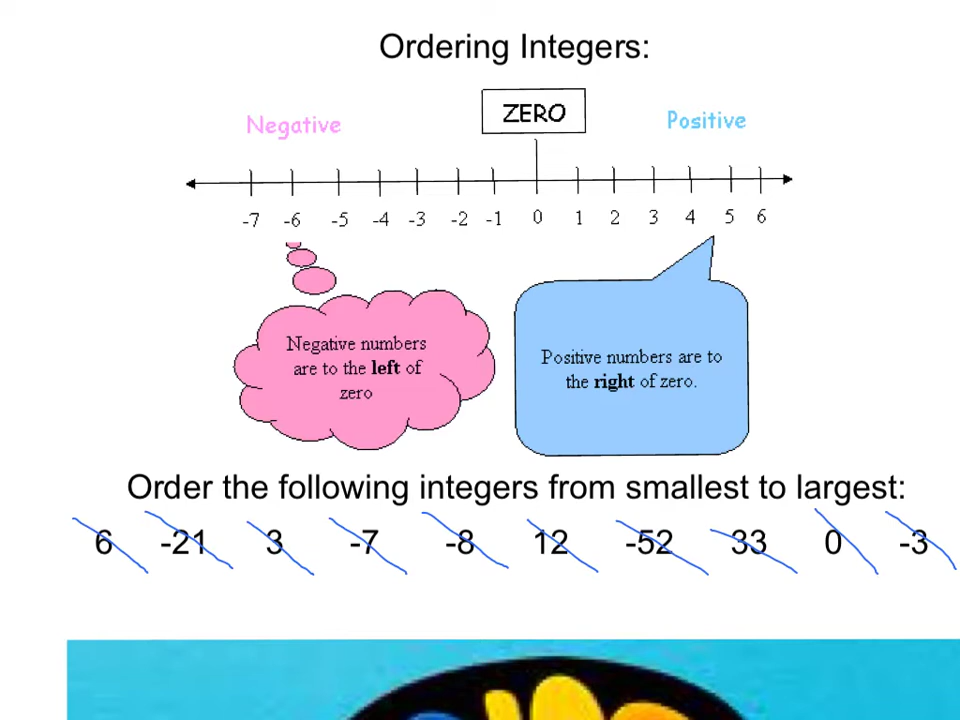 Ordering Integers:
Negative
ZERO
Positive
-7 -6 -5 -4 -3 -2 -1 0 1 2 3 4 5 6
Negative numbers
are to the left of
zero
Positive numbers are to
the right of zero.
Order the following integers from smallest to largest:
6 -21 3 -7 -8 12 -52 33 0 -3